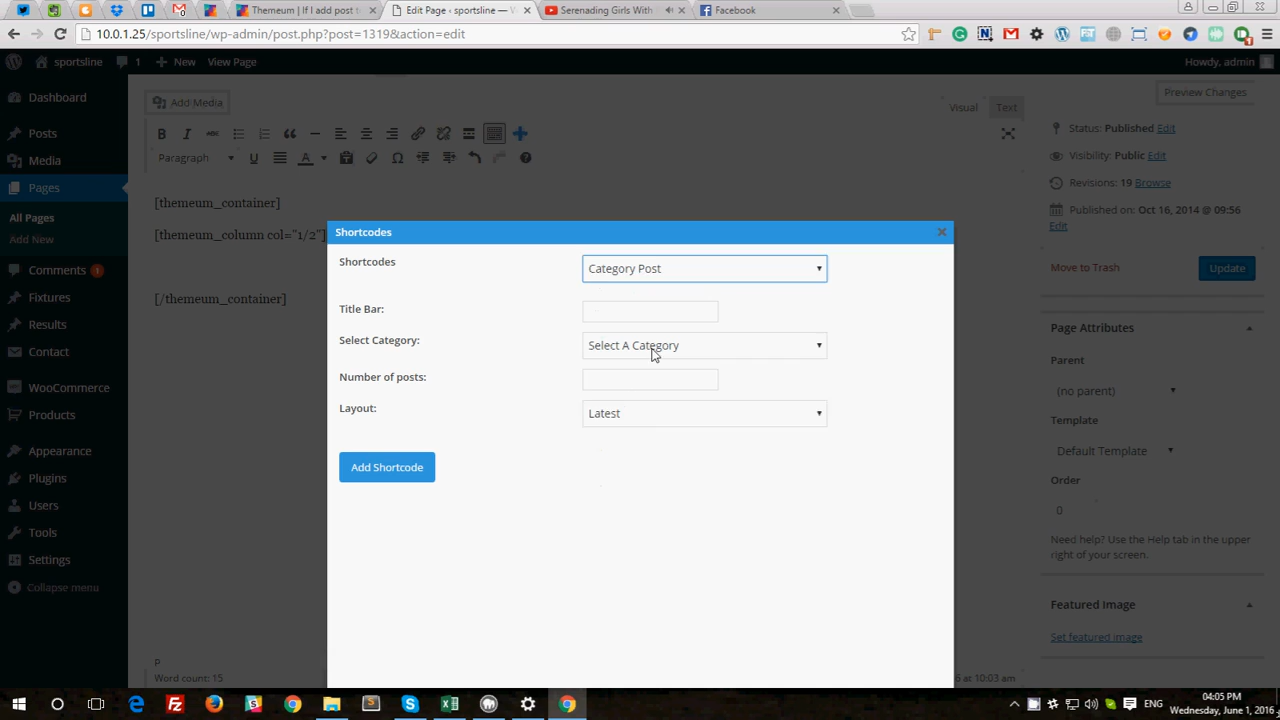 Themeum | If I add post t
Edit Page ‹ sportsline — V
Serenading Girls With
Facebook
10.0.1.25/sportsline/wp-admin/post.php?post=1319&action=edit
sportsline
1
New
View Page
Howdy, admin
Dashboard
Posts
Media
Pages
All Pages
Add New
Comments 1
Fixtures
Results
Contact
WooCommerce
Products
Appearance
Plugins
Users
Tools
Settings
Collapse menu
Add Media
Visual
Text
B I ABC
Paragraph U A Ω
[themeum_container]
[themeum_column col="1/2"]
[/themeum_container]
p
Word count: 15
6 at 10:03 am
Shortcodes
Shortcodes
Category Post
Title Bar:
Select Category:
Select A Category
Number of posts:
Layout:
Latest
Add Shortcode
Preview Changes
Status: Published Edit
Visibility: Public Edit
Revisions: 19 Browse
Published on: Oct 16, 2014 @ 09:56
Edit
Move to Trash
Update
Page Attributes
Parent
(no parent)
Template
Default Template
Order
0
Need help? Use the Help tab in the upper
right of your screen.
Featured Image
Set featured image
ENG
04:05 PM
Wednesday, June 1, 2016